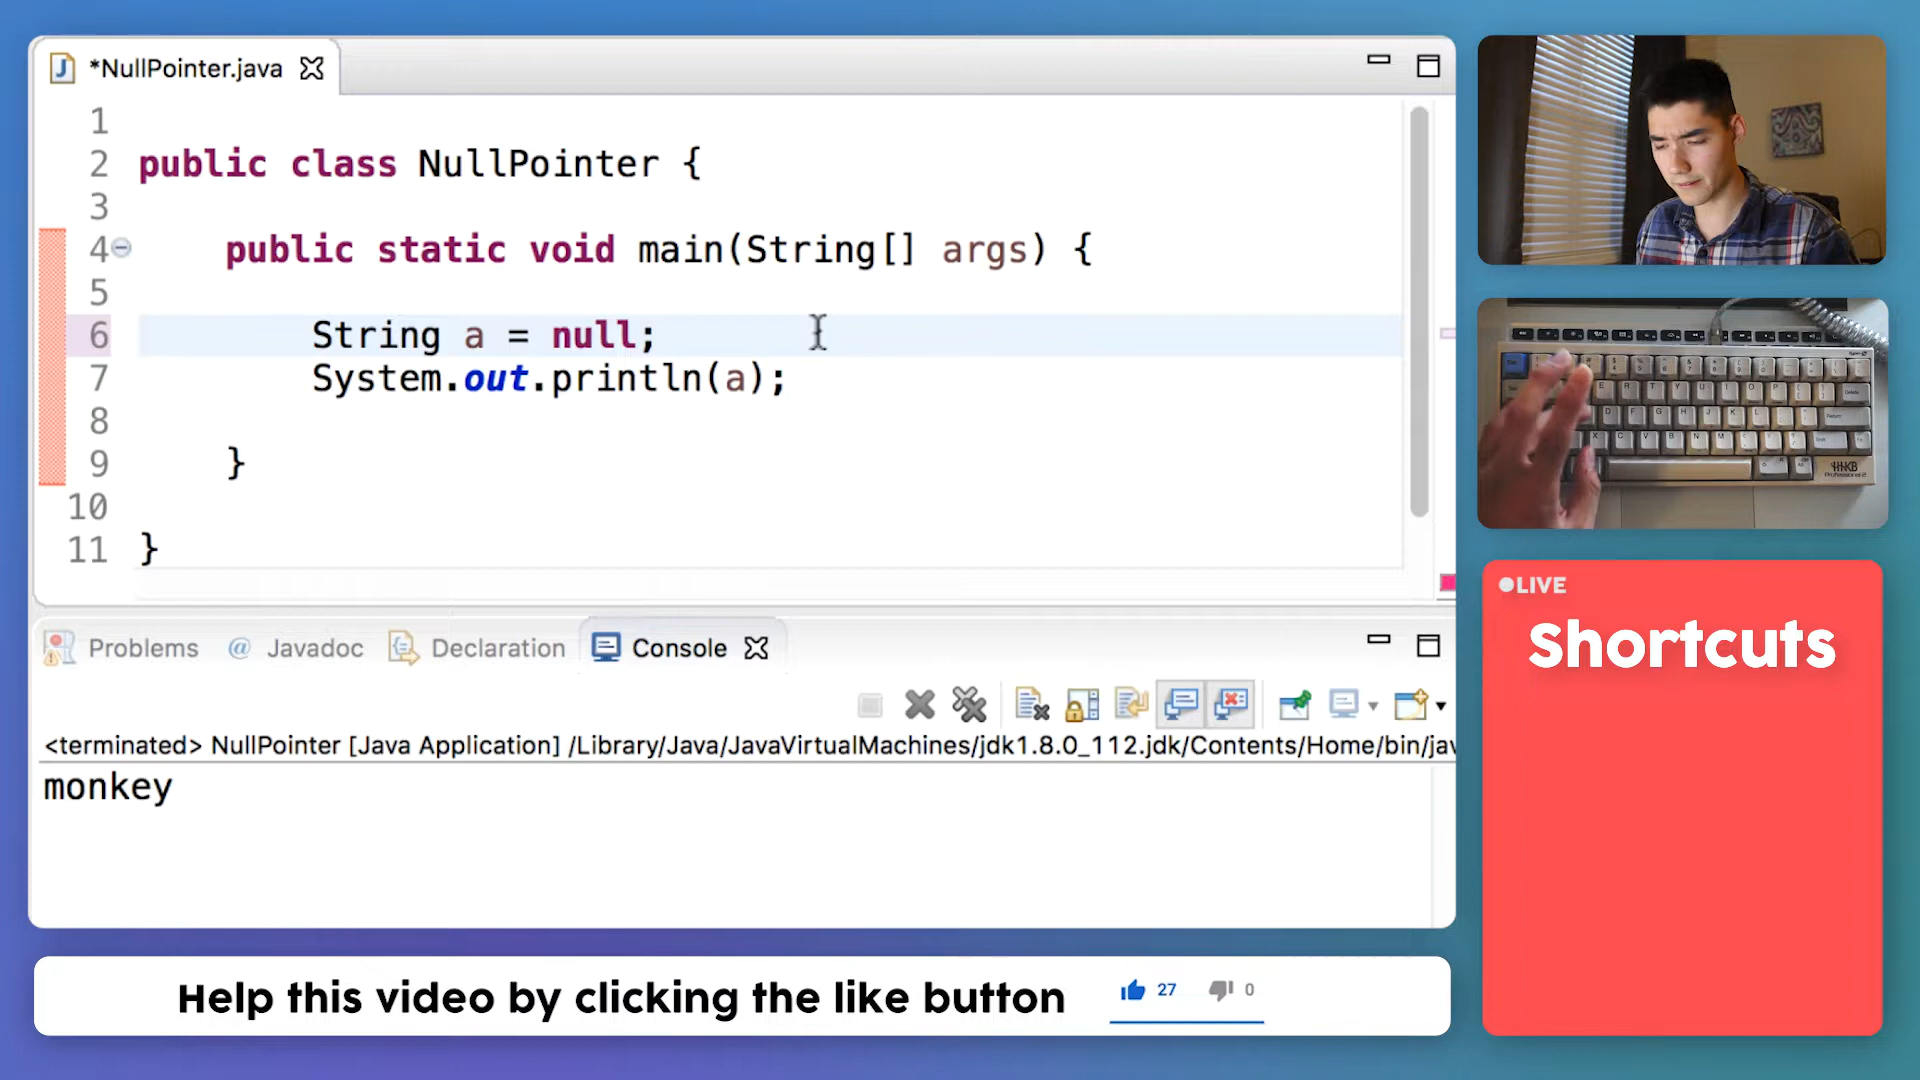 *NullPointer.java
1
2 public class NullPointer {
3
4 public static void main(String[] args) {
5
6 String a = null;
7 System.out.println(a);
8
9 }
10
11 }
Problems @ Javadoc Declaration Console
<terminated> NullPointer [Java Application] /Library/Java/JavaVirtualMachines/jdk1.8.0_112.jdk/Contents/Home/bin/jav
monkey
Help this video by clicking the like button 27 0
HHKB
Professional2
LIVE
Shortcuts